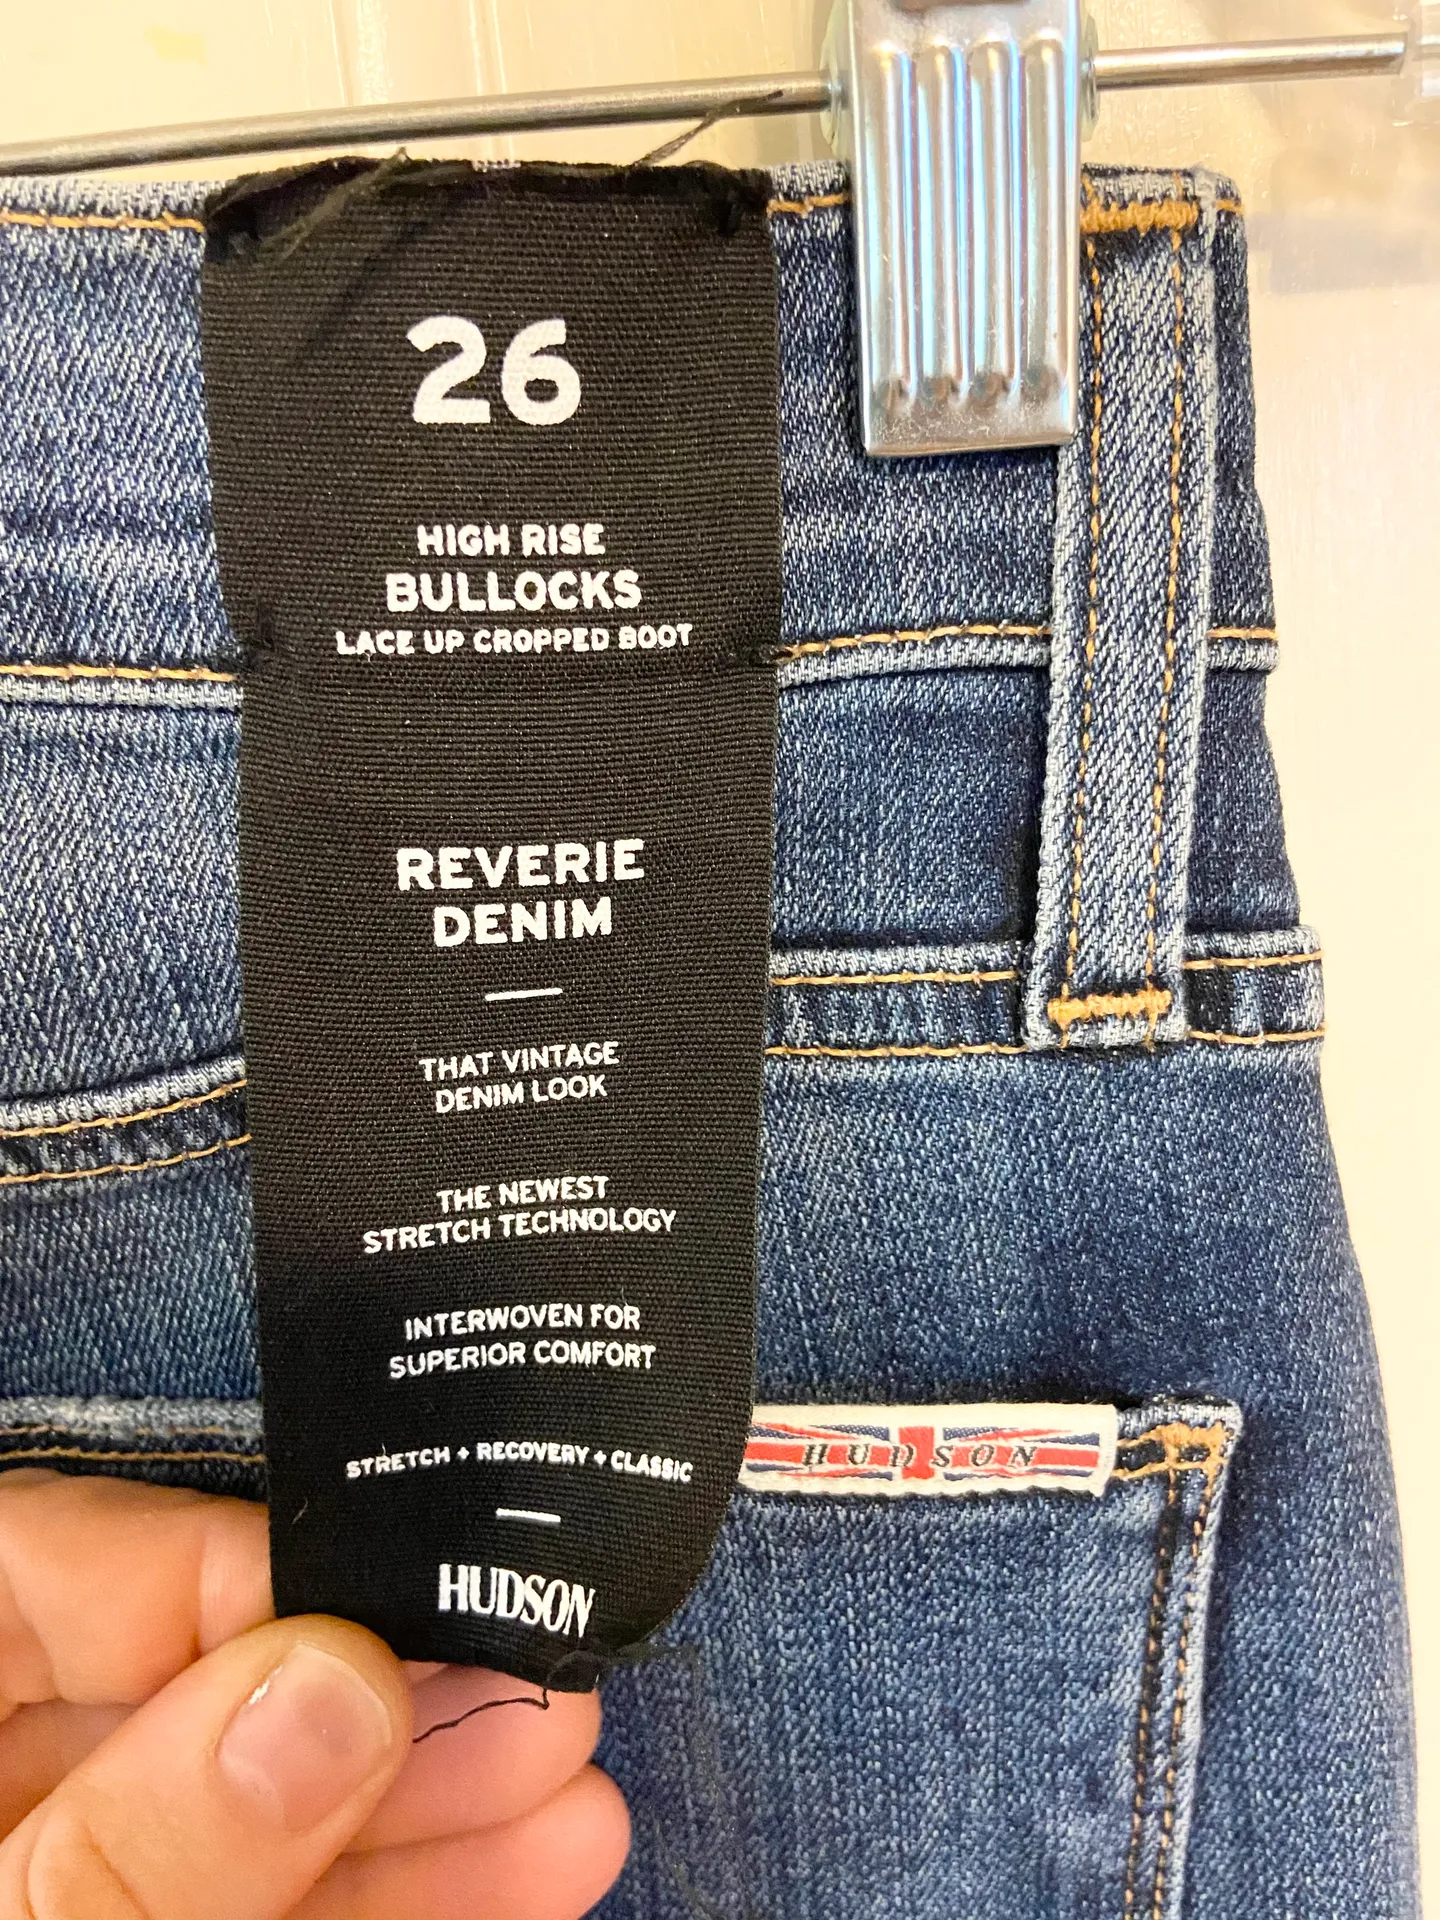 26
HIGH RISE
BULLOCKS
LACE UP CROPPED BOOT
REVERIE
DENIM
THAT VINTAGE
DENIM LOOK
THE NEWEST
STRETCH TECHNOLOGY
INTERWOVEN FOR
SUPERIOR COMFORT
STRETCH + RECOVERY + CLASSIC
HUDSON
HUDSON